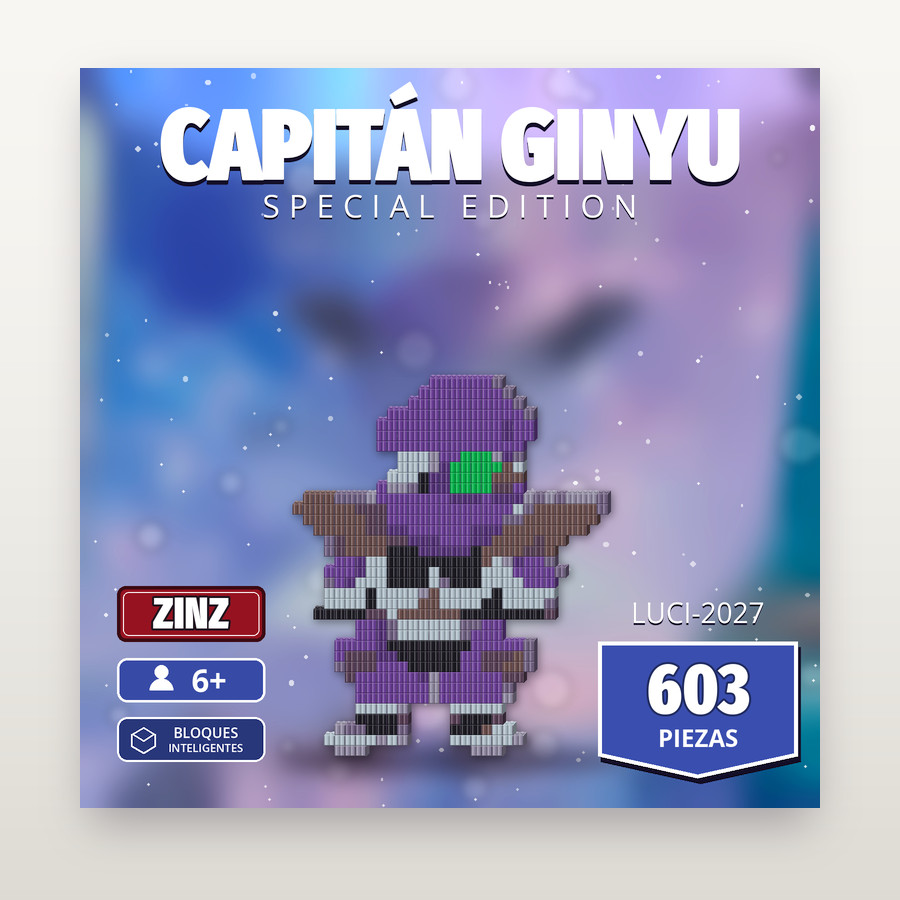 CAPITÁN GINYU
SPECIAL EDITION
ZINZ
6+
BLOQUES
INTELIGENTES
LUCI-2027
603
PIEZAS